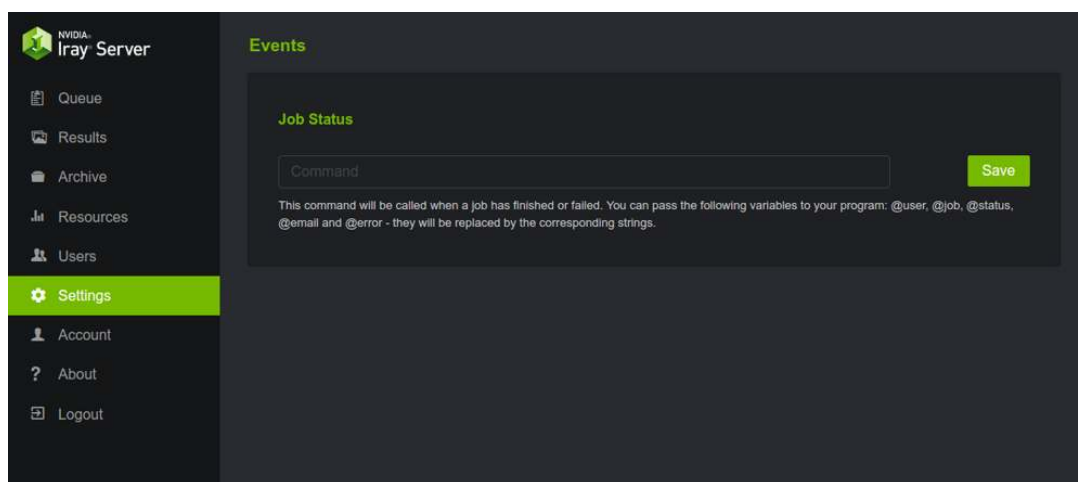 NVIDIA.
Iray® Server
Queue
Results
Archive
Resources
Users
Settings
Account
About
Logout
Events
Job Status
Command
Save
This command will be called when a job has finished or failed. You can pass the following variables to your program: @user, @job, @status,
@email and @error - they will be replaced by the corresponding strings.